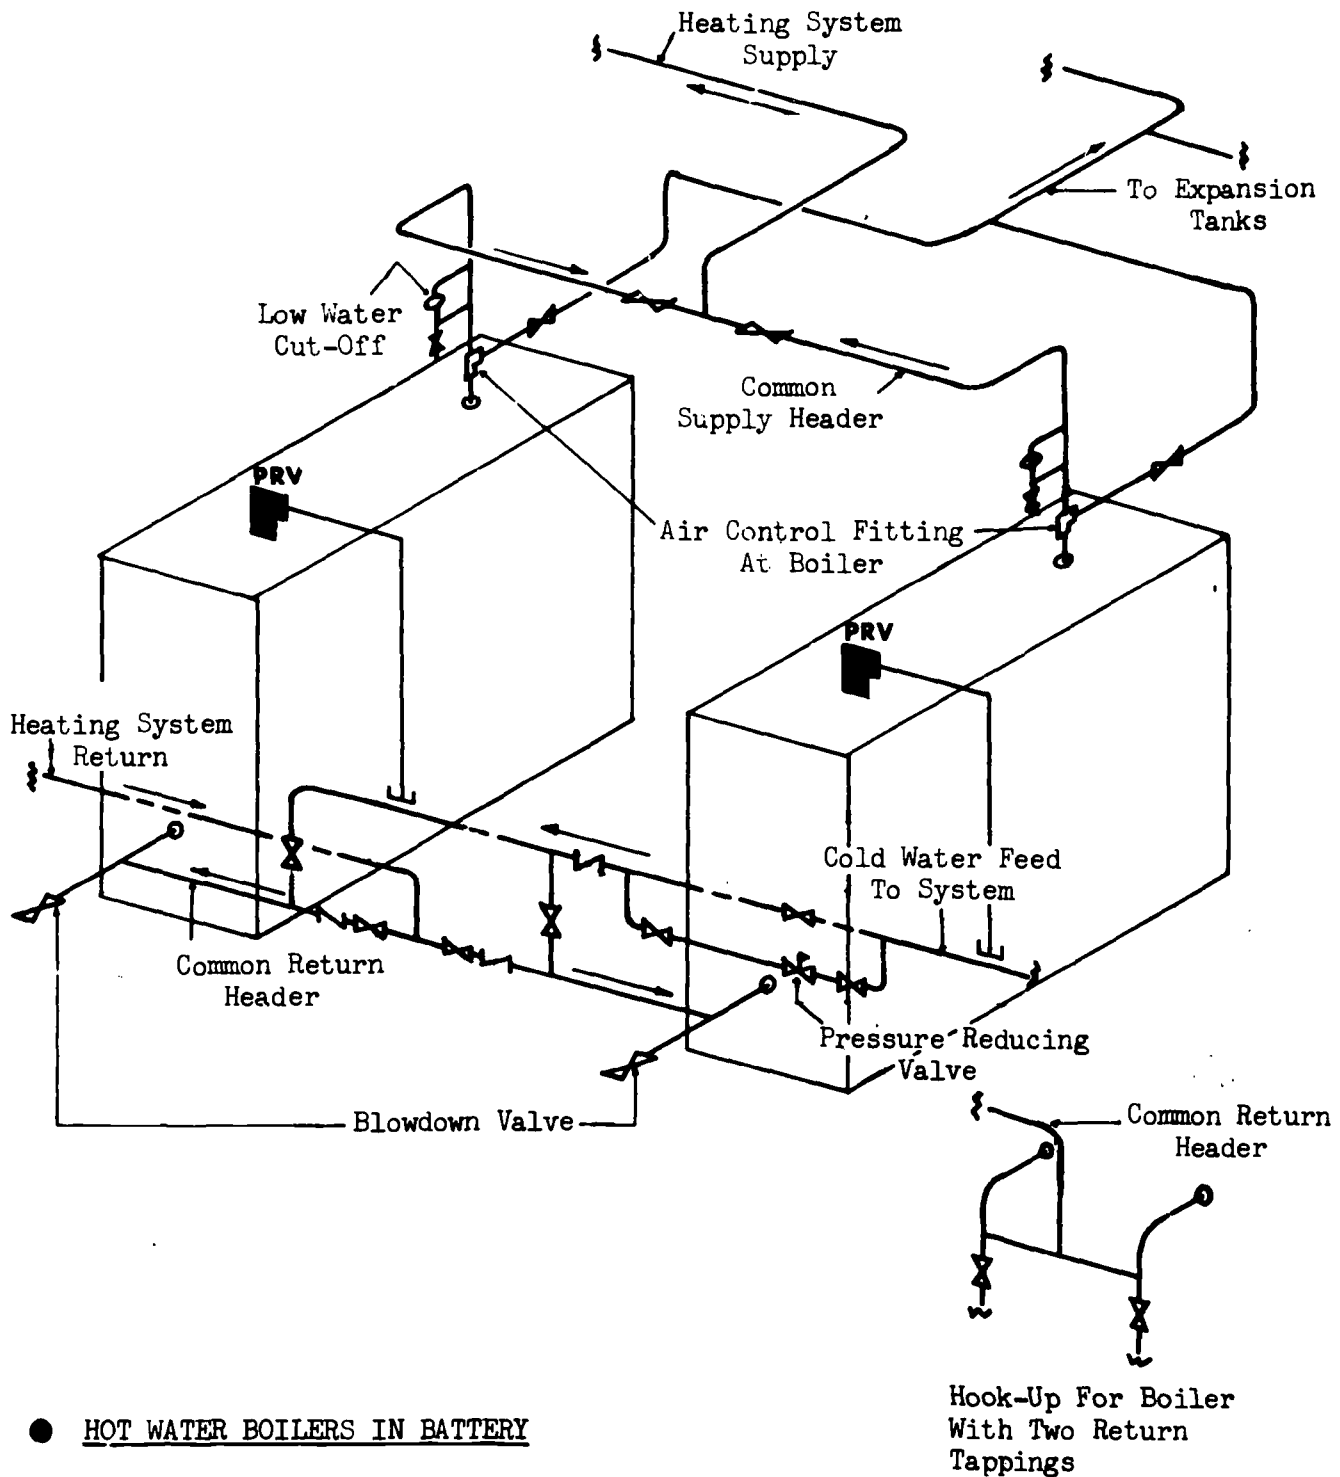 Heating System
Supply
To Expansion
Tanks
Low Water
Cut-Off
Common
Supply Header
PRV
Air Control Fitting
At Boiler
PRV
Heating System
Return
Cold Water Feed
To System
Common Return
Header
Pressure Reducing
Valve
Blowdown Valve
Common Return
Header
Hook-Up For Boiler
With Two Return
Tappings
HOT WATER BOILERS IN BATTERY